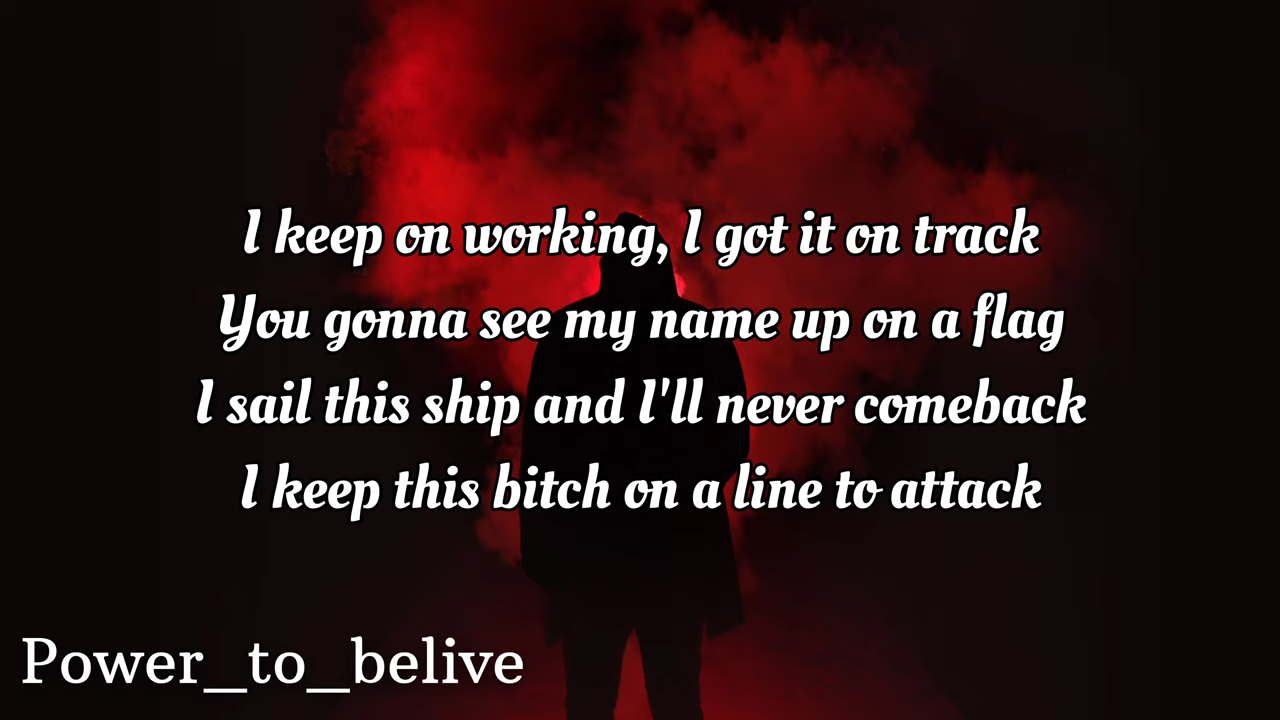 I keep on working, I got it on track
You gonna see my name up on a flag
I sail this ship and I'll never comeback
I keep this bitch on a line to attack
Power_to_belive